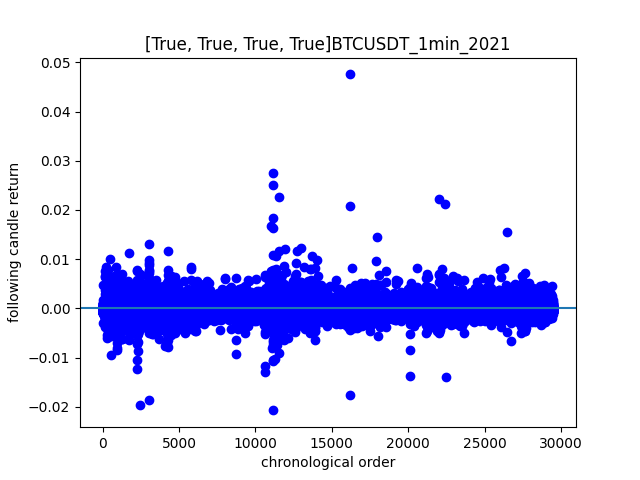 [True, True, True, True]BTCUSDT_1min_2021
following candle return
0.05
0.04
0.03
0.02
0.01
0.00
−0.01
−0.02
0 5000 10000 15000 20000 25000 30000
chronological order